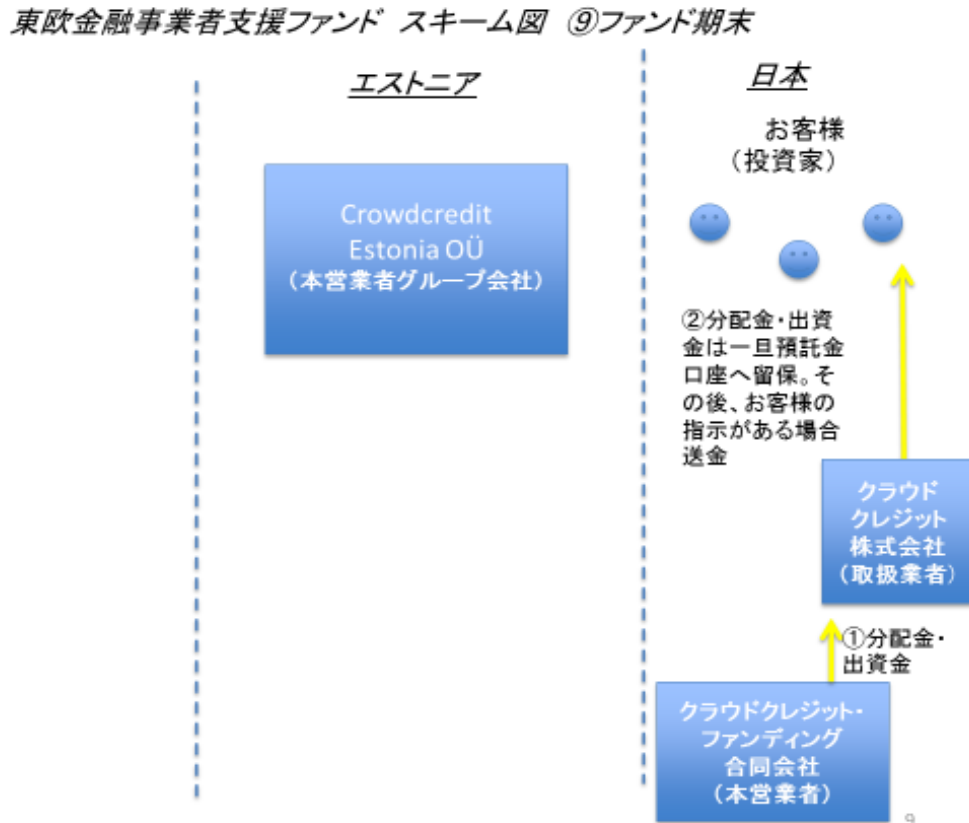 東欧金融事業者支援ファンド スキーム図 ⑨ファンド期末
エストニア
日本
お客様
(投資家)
Crowdcredit
Estonia OÜ
(本営業者グループ会社)
②分配金・出資
金は一旦預託金
口座へ留保。そ
の後、お客様の
指示がある場合
送金
クラウド
クレジット
株式会社
(取扱業者)
①分配金・
出資金
クラウドクレジット・
ファンディング
合同会社
(本営業者)
9